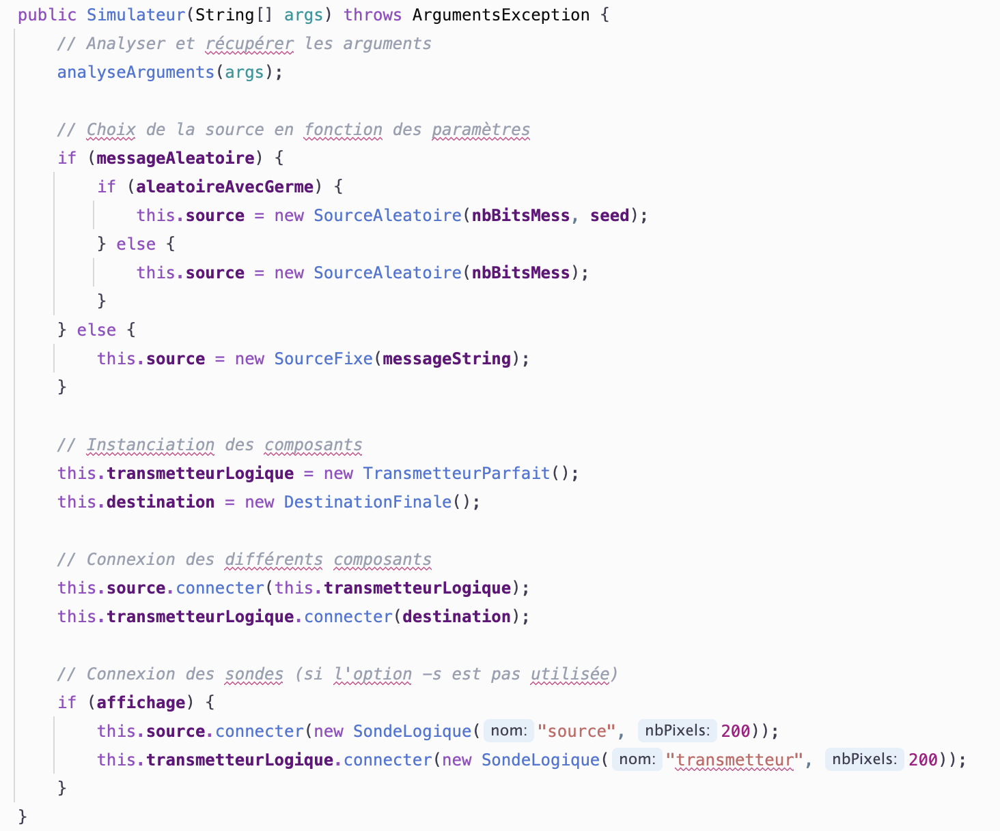 public Simulateur(String[] args) throws ArgumentsException {
// Analyser et récupérer les arguments
analyseArguments(args);
// Choix de la source en fonction des paramètres
if (messageAleatoire) {
if (aleatoireAvecGerme) {
this.source = new SourceAleatoire(nbBitsMess, seed);
} else {
this.source = new SourceAleatoire(nbBitsMess);
}
} else {
this.source = new SourceFixe(messageString);
}
// Instanciation des composants
this.transmetteurLogique = new TransmetteurParfait();
this.destination = new DestinationFinale();
// Connexion des différents composants
this.source.connecter(this.transmetteurLogique);
this.transmetteurLogique.connecter(destination);
// Connexion des sondes (si l'option -s est pas utilisée)
if (affichage) {
this.source.connecter(new SondeLogique( nom: "source", nbPixels: 200));
this.transmetteurLogique.connecter(new SondeLogique( nom: "transmetteur", nbPixels: 200));
}
}